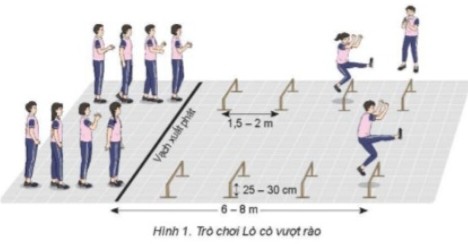 1,5 – 2 m
Vạch xuất phát
25 – 30 cm
6 – 8 m
Hình 1. Trò chơi Lò cò vượt rào